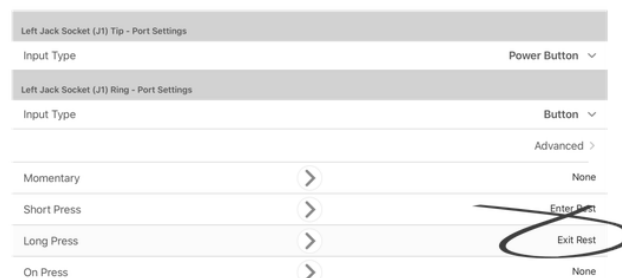 Left Jack Socket (J1) Tip - Port Settings
Input Type Power Button
Left Jack Socket (J1) Ring - Port Settings
Input Type Button
Advanced
Momentary None
Short Press Enter Rest
Long Press Exit Rest
On Press None